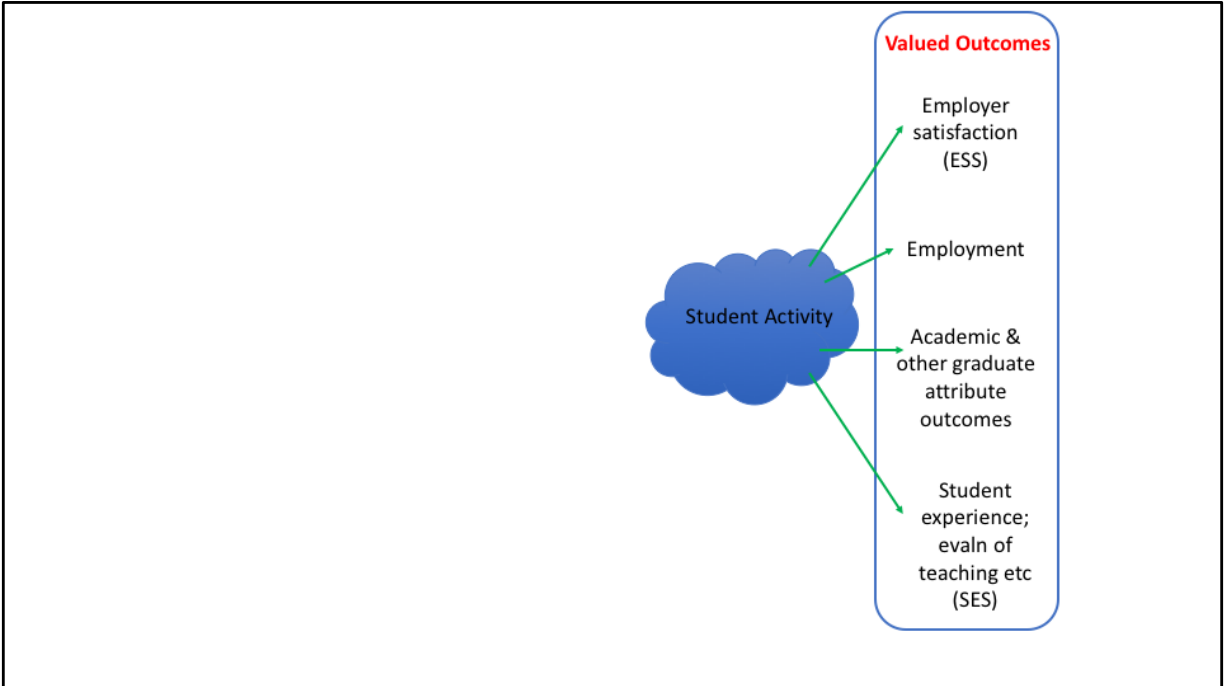 Valued Outcomes
Employer
satisfaction
(ESS)
Employment
Student Activity
Academic &
other graduate
attribute
outcomes
Student
experience;
evaln of
teaching etc
(SES)